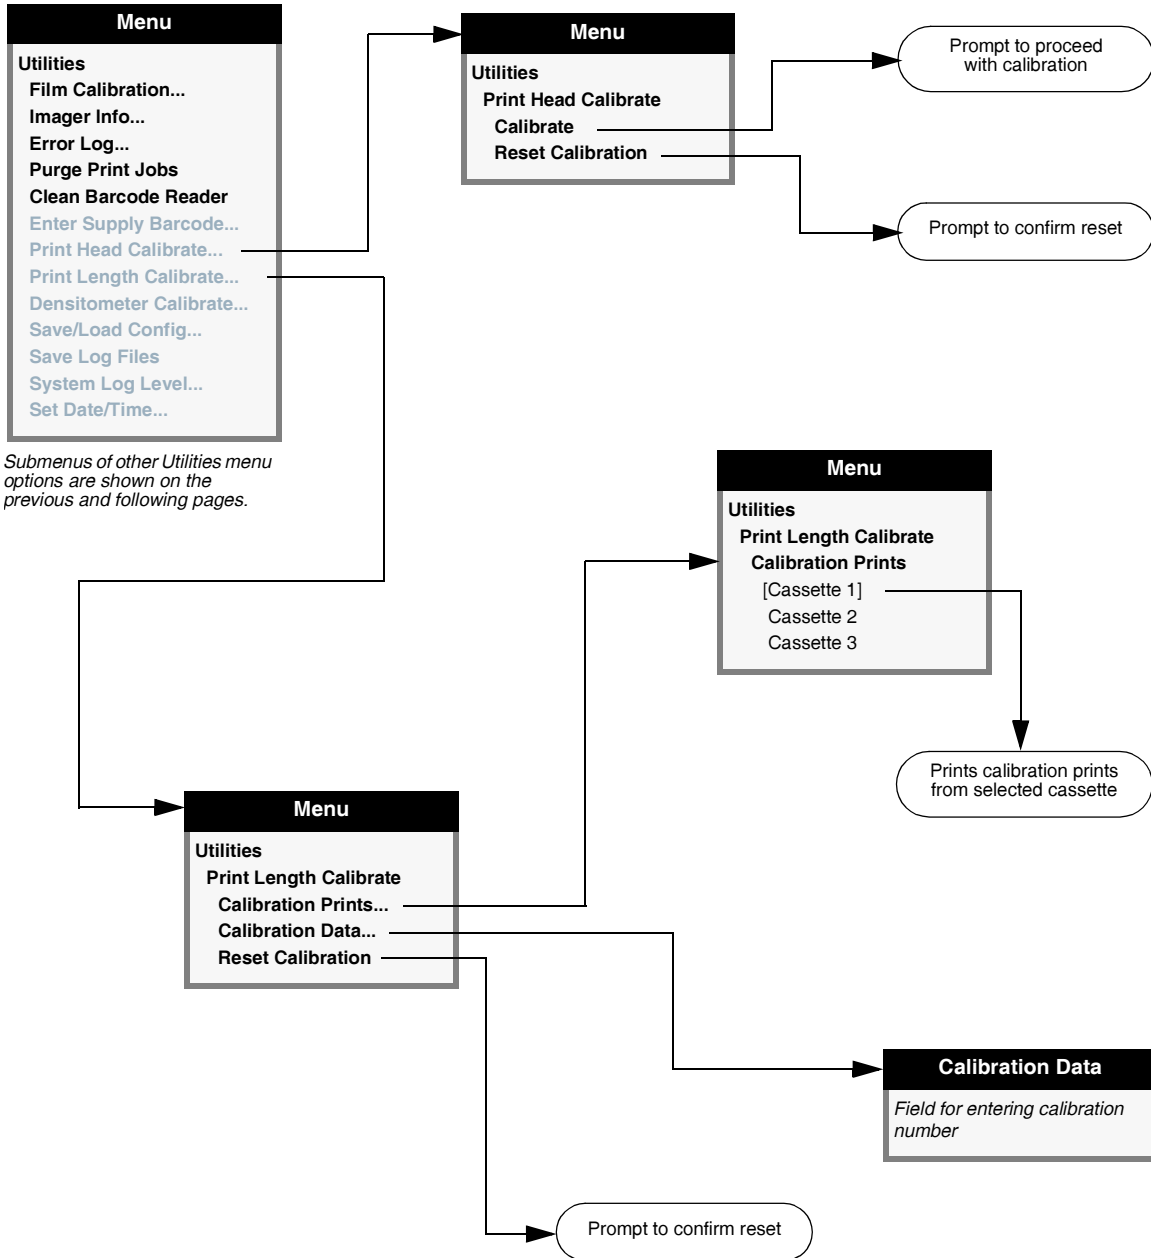 Menu
Utilities
Film Calibration...
Imager Info...
Error Log...
Purge Print Jobs
Clean Barcode Reader
Enter Supply Barcode...
Print Head Calibrate...
Print Length Calibrate...
Densitometer Calibrate...
Save/Load Config...
Save Log Files
System Log Level...
Set Date/Time...
Submenus of other Utilities menu
options are shown on the
previous and following pages.
Menu
Utilities
Print Head Calibrate
Calibrate
Reset Calibration
Prompt to proceed
with calibration
Prompt to confirm reset
Menu
Utilities
Print Length Calibrate
Calibration Prints
[Cassette 1]
Cassette 2
Cassette 3
Prints calibration prints
from selected cassette
Menu
Utilities
Print Length Calibrate
Calibration Prints...
Calibration Data...
Reset Calibration
Calibration Data
Field for entering calibration
number
Prompt to confirm reset